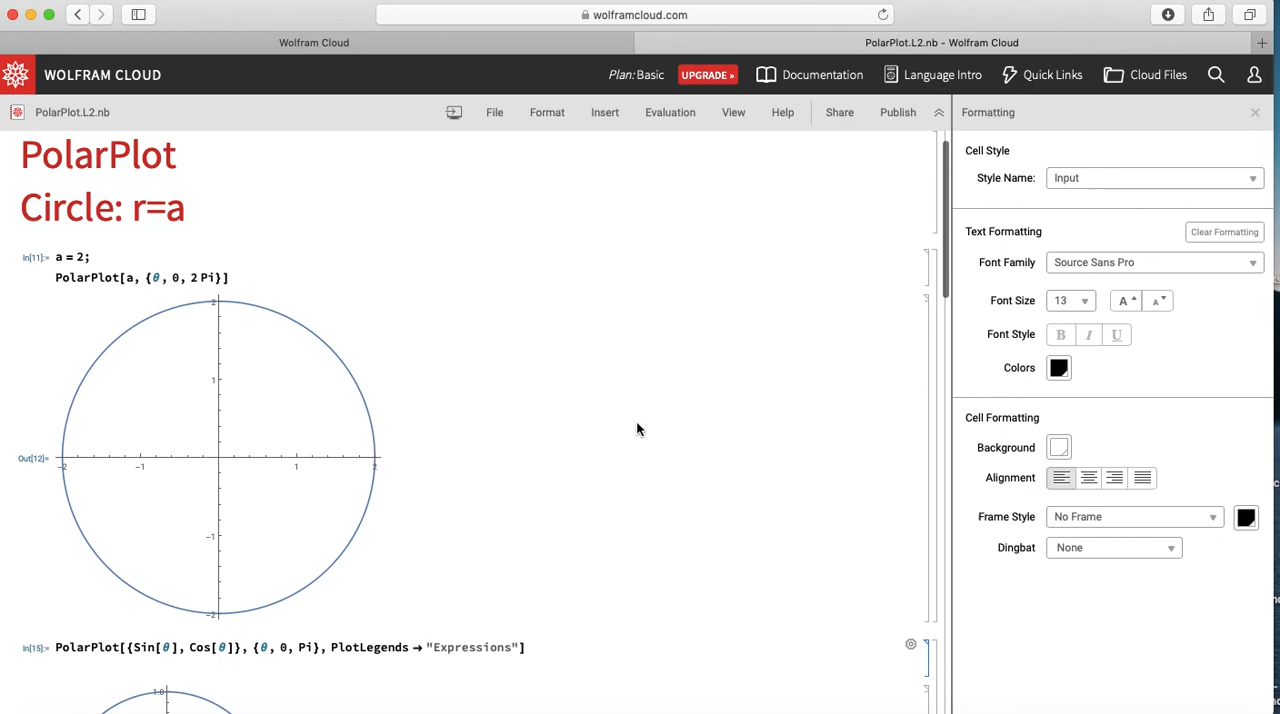 wolframcloud.com
Wolfram Cloud
PolarPlot.L2.nb - Wolfram Cloud
WOLFRAM CLOUD
Plan: Basic
UPGRADE »
Documentation
Language Intro
Quick Links
Cloud Files
PolarPlot.L2.nb
File
Format
Insert
Evaluation
View
Help
Share
Publish
Formatting
PolarPlot
Circle: r=a
In[11]:= a = 2;
PolarPlot[a, {θ, 0, 2 Pi}]
2
1
Out[12]=
-2
-1
1
2
-1
-2
In[15]:= PolarPlot[{Sin[θ], Cos[θ]}, {θ, 0, Pi}, PlotLegends → "Expressions"]
1.0
Cell Style
Style Name: Input
Text Formatting
Clear Formatting
Font Family Source Sans Pro
Font Size 13 A A
Font Style B I U
Colors
Cell Formatting
Background
Alignment
Frame Style No Frame
Dingbat None